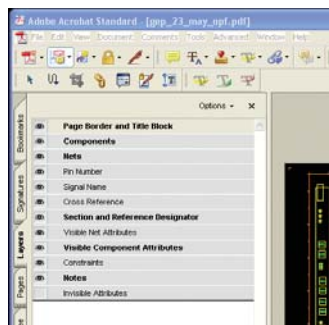 Adobe Acrobat Standard - [gep_23_may_mpf.pdf]
File Edit View Document Comments Tools Advanced Window Help
Options
Page Border and Title Block
Components
Nets
Pin Number
Signal Name
Cross Reference
Section and Reference Designator
Visible Net Attributes
Visible Component Attributes
Constraints
Notes
Invisible Attributes
Bookmarks
Signatures
Layers
Pages